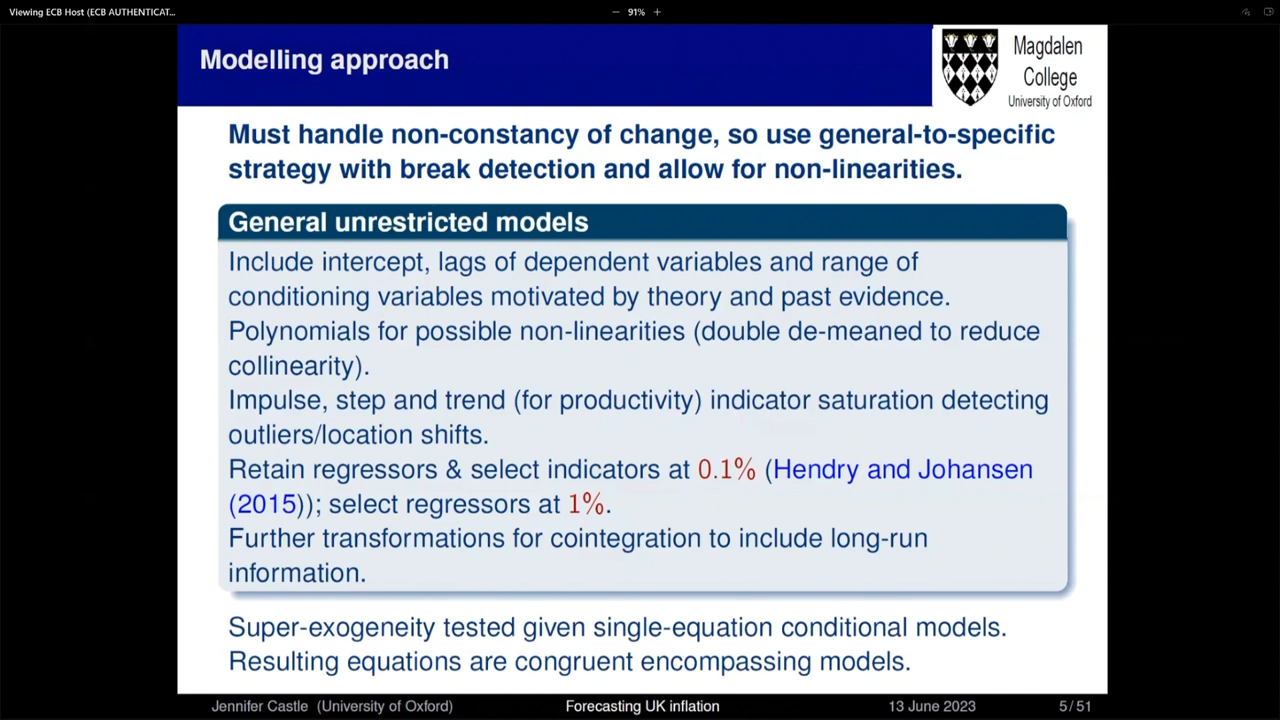 Viewing ECB Host (ECB AUTHENTICAT...
91%
Modelling approach
Magdalen
College
University of Oxford
Must handle non-constancy of change, so use general-to-specific
strategy with break detection and allow for non-linearities.
General unrestricted models
Include intercept, lags of dependent variables and range of
conditioning variables motivated by theory and past evidence.
Polynomials for possible non-linearities (double de-meaned to reduce
collinearity).
Impulse, step and trend (for productivity) indicator saturation detecting
outliers/location shifts.
Retain regressors & select indicators at 0.1% (Hendry and Johansen
(2015)); select regressors at 1%.
Further transformations for cointegration to include long-run
information.
Super-exogeneity tested given single-equation conditional models.
Resulting equations are congruent encompassing models.
Jennifer Castle (University of Oxford) Forecasting UK inflation 13 June 2023 5 / 51